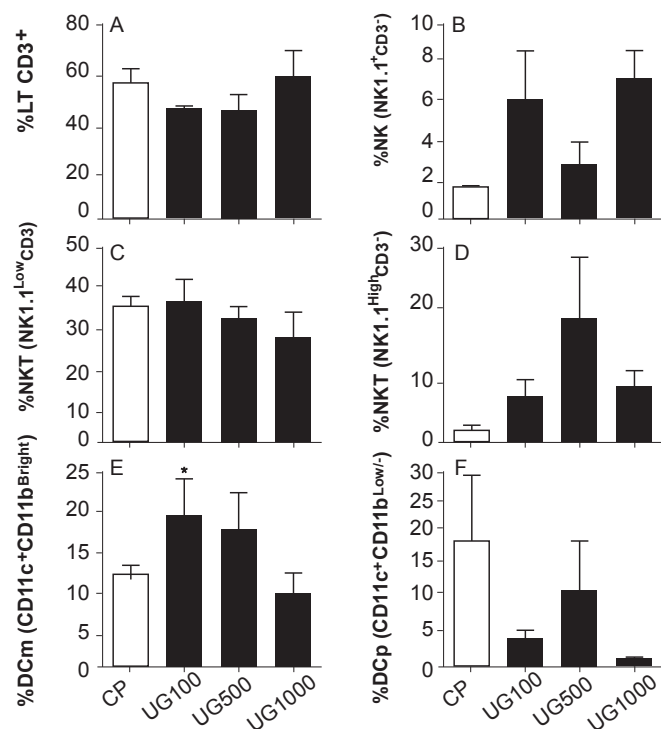 %LT CD3+
80
60
40
20
0
A
%NK (NK1.1+CD3-)
10
8
6
4
2
0
B
%NKT (NK1.1LowCD3)
50
40
30
20
10
0
C
%NKT (NK1.1HighCD3-)
30
20
10
0
D
%DCm (CD11c+CD11bBright)
25
20
15
10
5
0
E
*
CP
UG100
UG500
UG1000
%DCp (CD11c+CD11bLow/-)
30
25
20
15
5
0
F
CP
UG100
UG500
UG1000